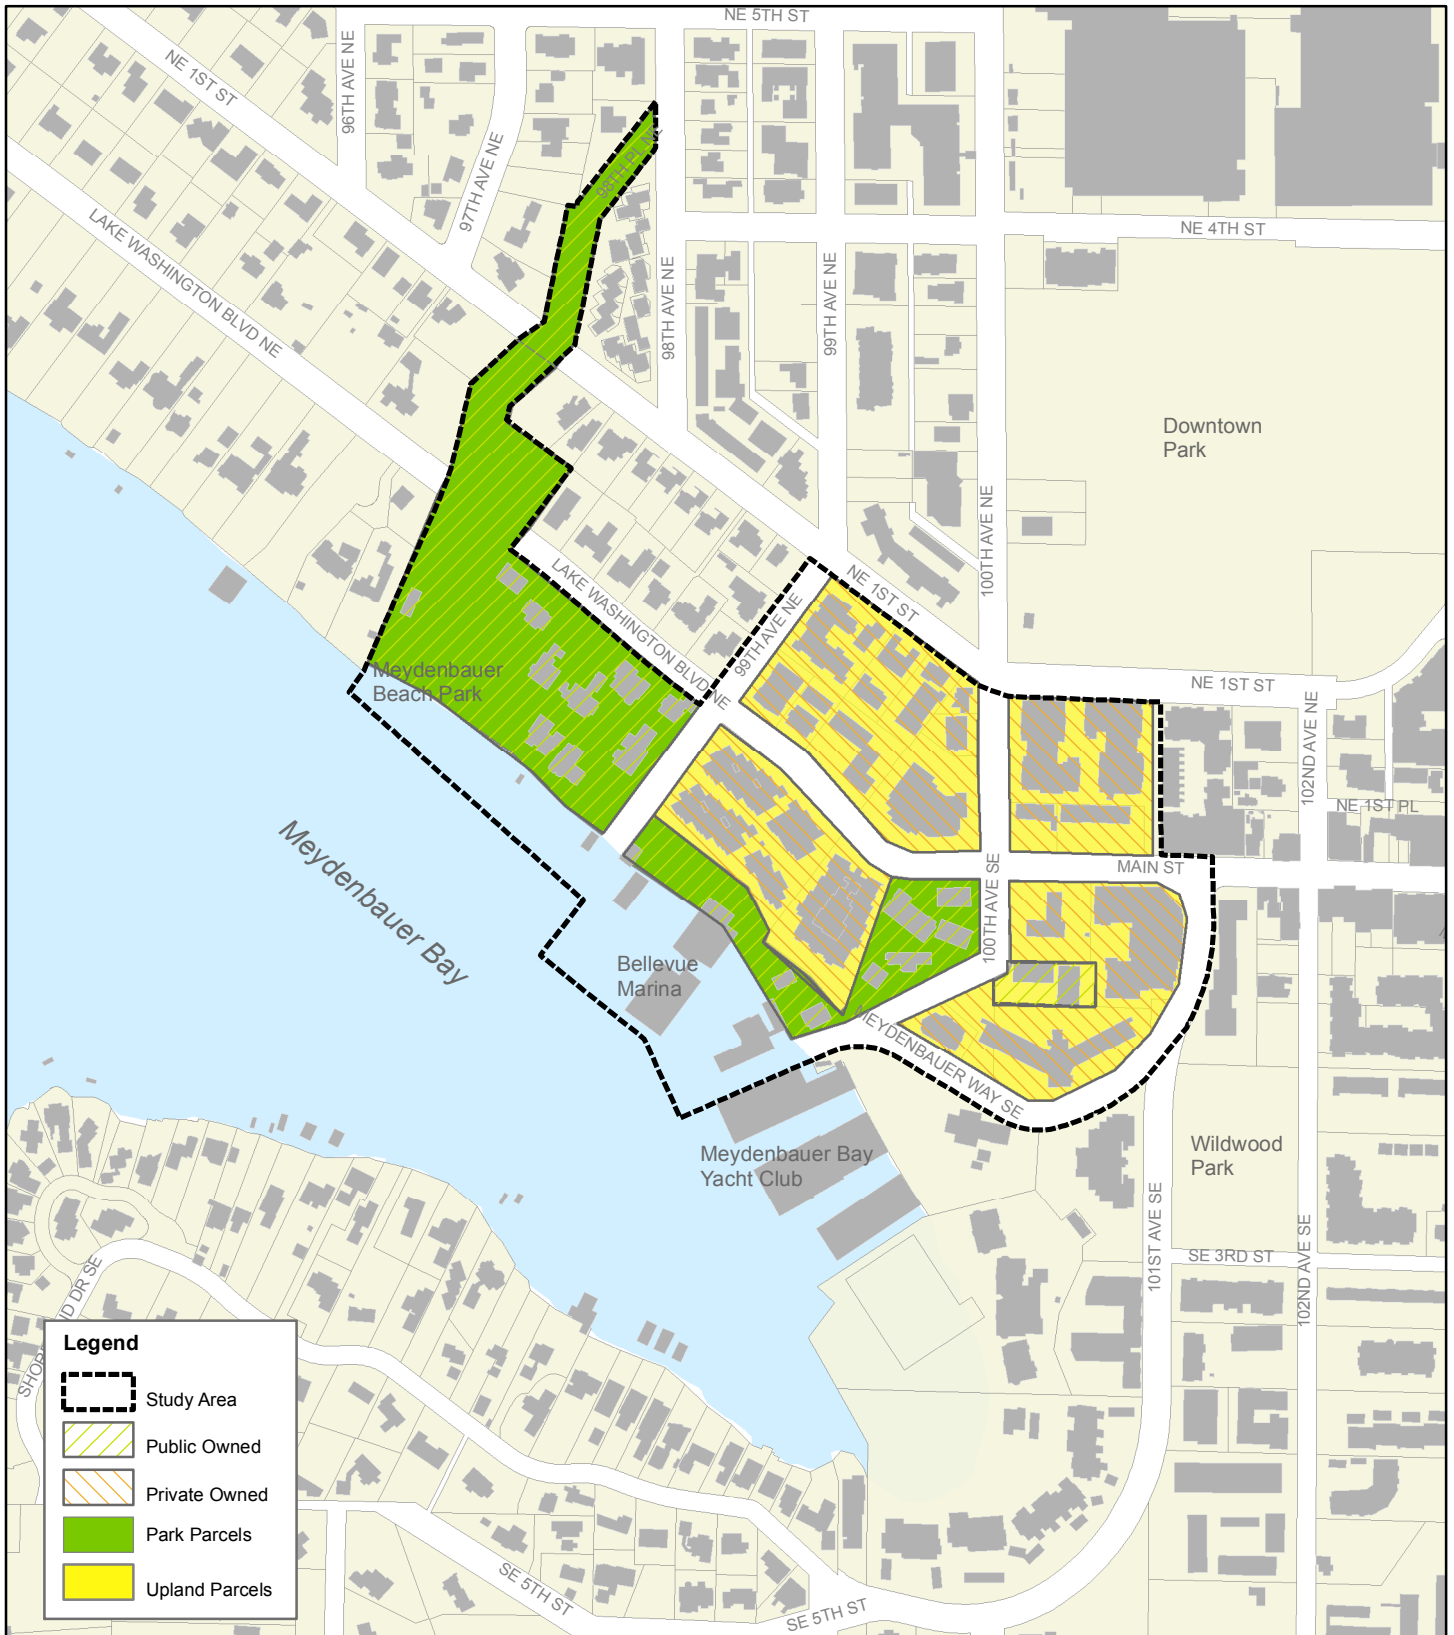 NE 5TH ST
NE 1ST ST
96TH AVE NE
97TH AVE NE
98TH PL NE
LAKE WASHINGTON BLVD NE
98TH AVE NE
99TH AVE NE
NE 4TH ST
Downtown
Park
100TH AVE NE
LAKE WASHINGTON BLVD NE
99TH AVE NE
NE 1ST ST
Meydenbauer
Beach Park
NE 1ST ST
102ND AVE NE
NE 1ST PL
MAIN ST
100TH AVE SE
Meydenbauer Bay
Bellevue
Marina
MEYDENBAUER WAY SE
Meydenbauer Bay
Yacht Club
Wildwood
Park
101ST AVE SE
SE 3RD ST
102ND AVE SE
DR SE
Legend
Study Area
Public Owned
Private Owned
Park Parcels
Upland Parcels
SE 5TH ST
SE 5TH ST